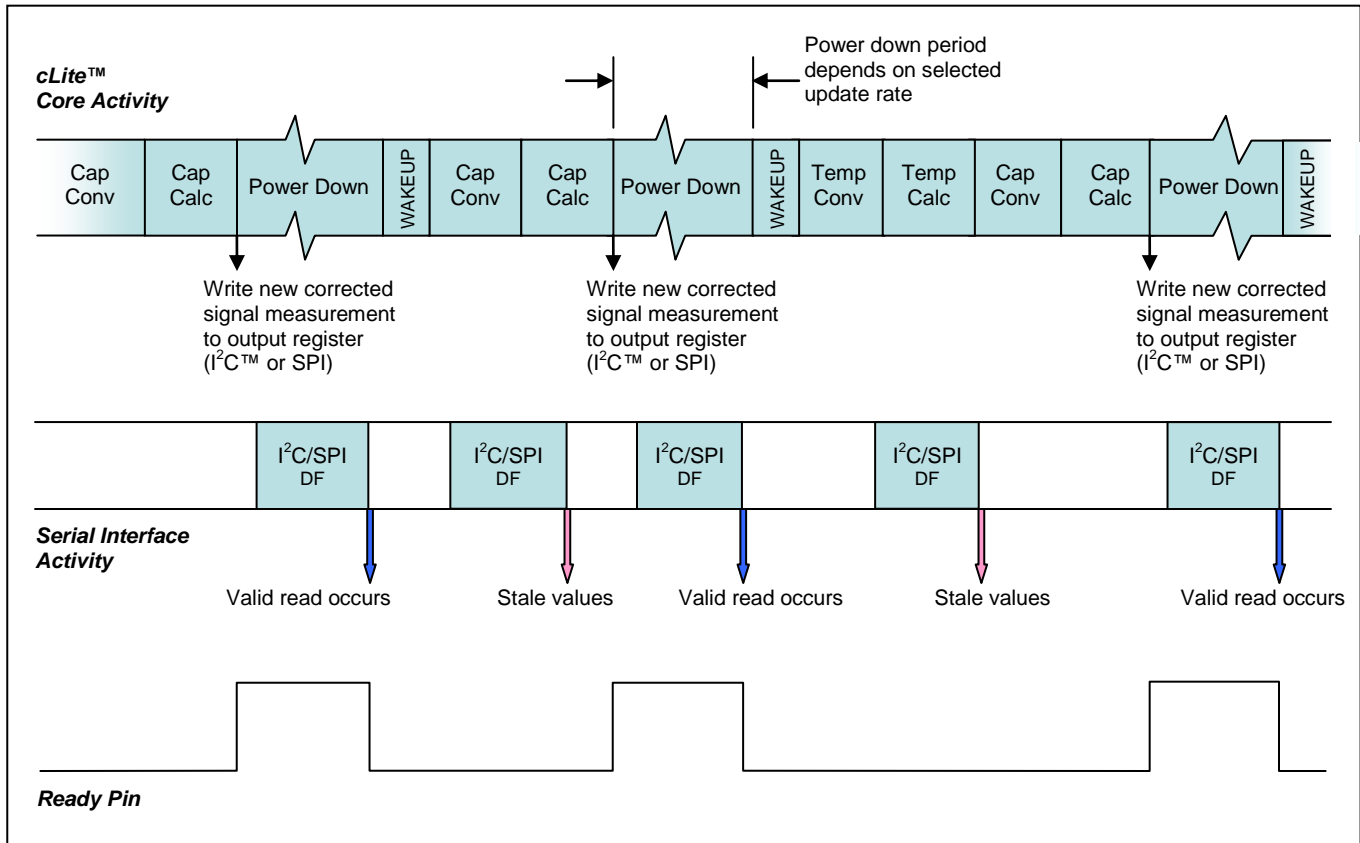 cLite™
Core Activity
Power down period
depends on selected
update rate
Cap
Conv
Cap
Calc
Power Down
WAKEUP
Cap
Conv
Cap
Calc
Power Down
WAKEUP
Temp
Conv
Temp
Calc
Cap
Conv
Cap
Calc
Power Down
WAKEUP
Write new corrected
signal measurement
to output register
(I²C™ or SPI)
Write new corrected
signal measurement
to output register
(I²C™ or SPI)
Write new corrected
signal measurement
to output register
(I²C™ or SPI)
I²C/SPI
DF
I²C/SPI
DF
I²C/SPI
DF
I²C/SPI
DF
I²C/SPI
DF
Serial Interface
Activity
Valid read occurs
Stale values
Valid read occurs
Stale values
Valid read occurs
Ready Pin